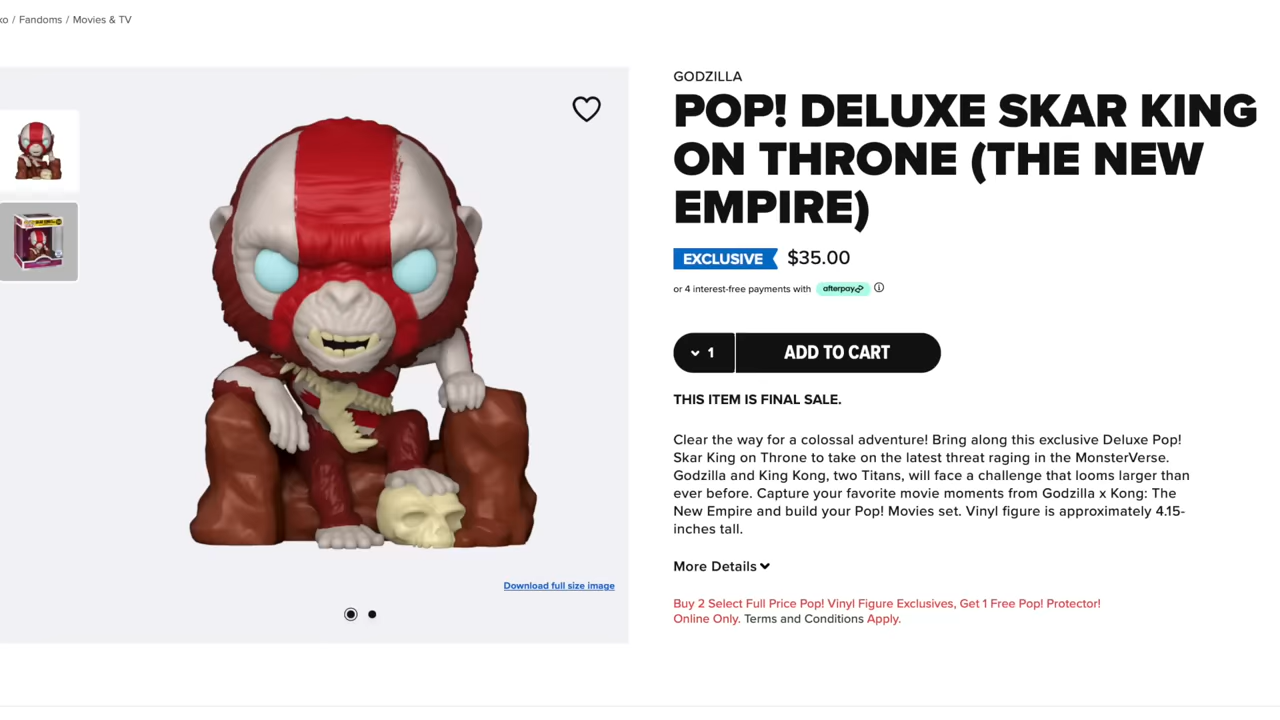 / Fandoms / Movies & TV
GODZILLA
POP! DELUXE SKAR KING
ON THRONE (THE NEW
EMPIRE)
EXCLUSIVE $35.00
or 4 interest-free payments with afterpay
1 ADD TO CART
THIS ITEM IS FINAL SALE.
Clear the way for a colossal adventure! Bring along this exclusive Deluxe Pop!
Skar King on Throne to take on the latest threat raging in the MonsterVerse.
Godzilla and King Kong, two Titans, will face a challenge that looms larger than
ever before. Capture your favorite movie moments from Godzilla x Kong: The
New Empire and build your Pop! Movies set. Vinyl figure is approximately 4.15-
inches tall.
Download full size image
More Details
Buy 2 Select Full Price Pop! Vinyl Figure Exclusives, Get 1 Free Pop! Protector!
Online Only. Terms and Conditions Apply.